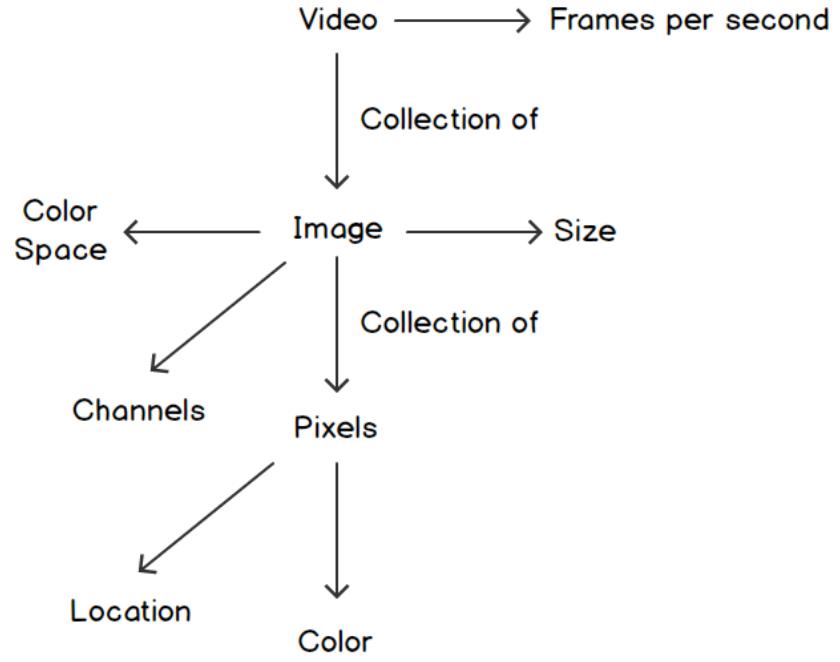 Video
Frames per second
Collection of
Color
Space
Image
Size
Collection of
Channels
Pixels
Location
Color